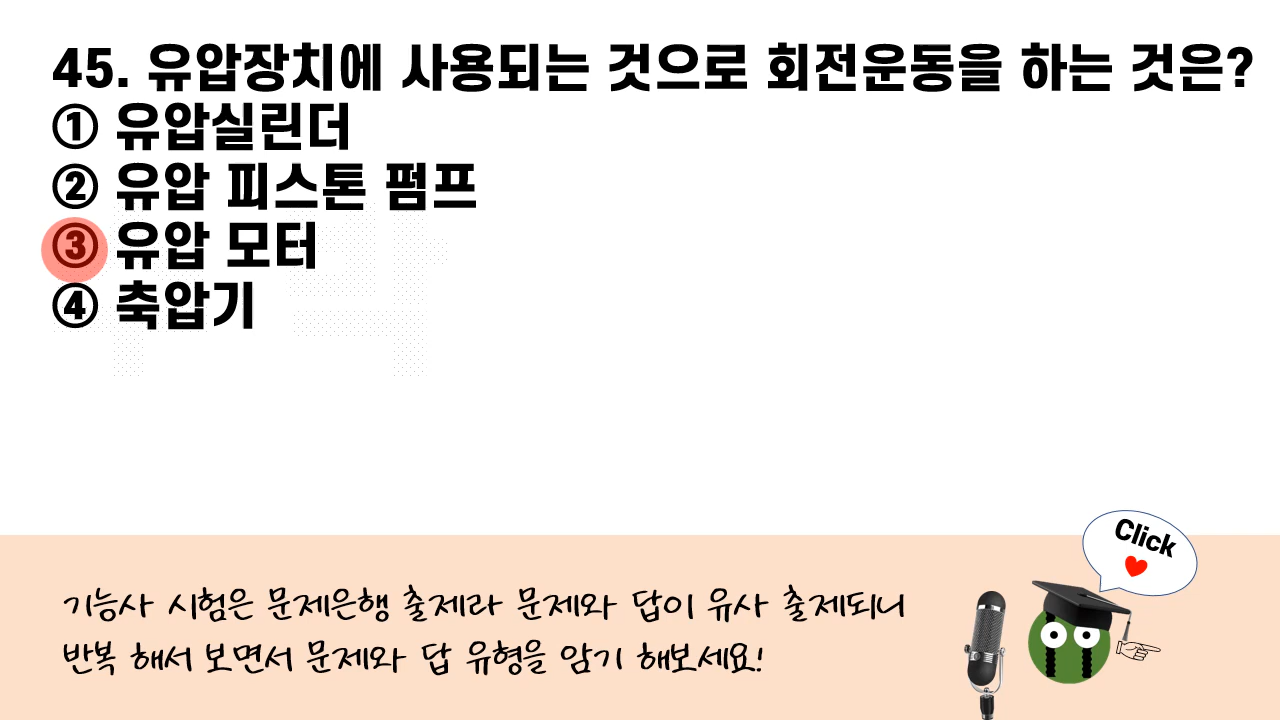 45. 유압장치에 사용되는 것으로 회전운동을 하는 것은?
① 유압실린더
② 유압 피스톤 펌프
③ 유압 모터
④ 축압기
Click
기능사 시험은 문제은행 출제라 문제와 답이 유사 출제되니
반복 해서 보면서 문제와 답 유형을 암기 해보세요!